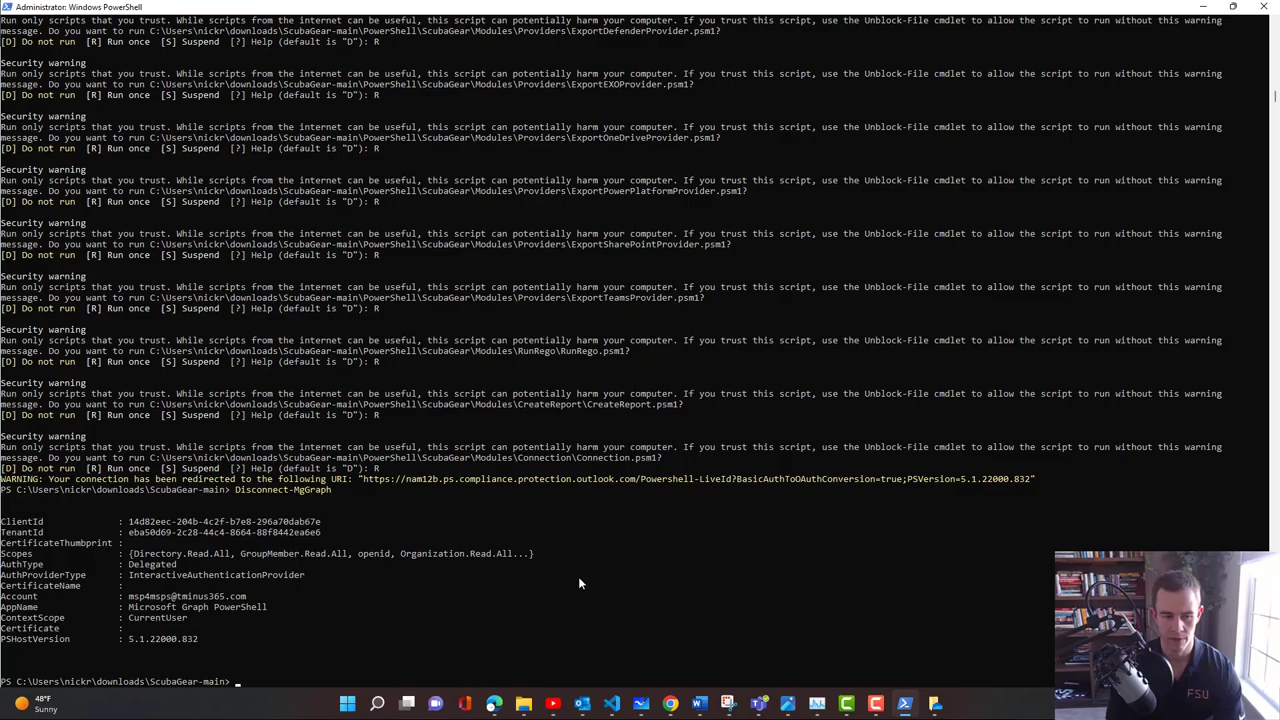 Administrator: Windows PowerShell
Run only scripts that you trust. While scripts from the internet can be useful, this script can potentially harm your computer. If you trust this script, use the Unblock-File cmdlet to allow the script to run without this warning
message. Do you want to run C:\Users\nickr\downloads\ScubaGear-main\PowerShell\ScubaGear\Modules\Providers\ExportDefenderProvider.psm1?
[D] Do not run  [R] Run once  [S] Suspend  [?] Help (default is "D"): R
Security warning
Run only scripts that you trust. While scripts from the internet can be useful, this script can potentially harm your computer. If you trust this script, use the Unblock-File cmdlet to allow the script to run without this warning
message. Do you want to run C:\Users\nickr\downloads\ScubaGear-main\PowerShell\ScubaGear\Modules\Providers\ExportEXOProvider.psm1?
[D] Do not run  [R] Run once  [S] Suspend  [?] Help (default is "D"): R
Security warning
Run only scripts that you trust. While scripts from the internet can be useful, this script can potentially harm your computer. If you trust this script, use the Unblock-File cmdlet to allow the script to run without this warning
message. Do you want to run C:\Users\nickr\downloads\ScubaGear-main\PowerShell\ScubaGear\Modules\Providers\ExportOneDriveProvider.psm1?
[D] Do not run  [R] Run once  [S] Suspend  [?] Help (default is "D"): R
Security warning
Run only scripts that you trust. While scripts from the internet can be useful, this script can potentially harm your computer. If you trust this script, use the Unblock-File cmdlet to allow the script to run without this warning
message. Do you want to run C:\Users\nickr\downloads\ScubaGear-main\PowerShell\ScubaGear\Modules\Providers\ExportPowerPlatformProvider.psm1?
[D] Do not run  [R] Run once  [S] Suspend  [?] Help (default is "D"): R
Security warning
Run only scripts that you trust. While scripts from the internet can be useful, this script can potentially harm your computer. If you trust this script, use the Unblock-File cmdlet to allow the script to run without this warning
message. Do you want to run C:\Users\nickr\downloads\ScubaGear-main\PowerShell\ScubaGear\Modules\Providers\ExportSharePointProvider.psm1?
[D] Do not run  [R] Run once  [S] Suspend  [?] Help (default is "D"): R
Security warning
Run only scripts that you trust. While scripts from the internet can be useful, this script can potentially harm your computer. If you trust this script, use the Unblock-File cmdlet to allow the script to run without this warning
message. Do you want to run C:\Users\nickr\downloads\ScubaGear-main\PowerShell\ScubaGear\Modules\Providers\ExportTeamsProvider.psm1?
[D] Do not run  [R] Run once  [S] Suspend  [?] Help (default is "D"): R
Security warning
Run only scripts that you trust. While scripts from the internet can be useful, this script can potentially harm your computer. If you trust this script, use the Unblock-File cmdlet to allow the script to run without this warning
message. Do you want to run C:\Users\nickr\downloads\ScubaGear-main\PowerShell\ScubaGear\Modules\RunRego\RunRego.psm1?
[D] Do not run  [R] Run once  [S] Suspend  [?] Help (default is "D"): R
Security warning
Run only scripts that you trust. While scripts from the internet can be useful, this script can potentially harm your computer. If you trust this script, use the Unblock-File cmdlet to allow the script to run without this warning
message. Do you want to run C:\Users\nickr\downloads\ScubaGear-main\PowerShell\ScubaGear\Modules\CreateReport\CreateReport.psm1?
[D] Do not run  [R] Run once  [S] Suspend  [?] Help (default is "D"): R
Security warning
Run only scripts that you trust. While scripts from the internet can be useful, this script can potentially harm your computer. If you trust this script, use the Unblock-File cmdlet to allow the script to run without this warning
message. Do you want to run C:\Users\nickr\downloads\ScubaGear-main\PowerShell\ScubaGear\Modules\Connection\Connection.psm1?
[D] Do not run  [R] Run once  [S] Suspend  [?] Help (default is "D"): R
WARNING: Your connection has been redirected to the following URI: "https://nam12b.ps.compliance.protection.outlook.com/Powershell-LiveId?BasicAuthToOAuthConversion=true;PSVersion=5.1.22000.832"
PS C:\Users\nickr\downloads\ScubaGear-main> Disconnect-MgGraph
ClientId : 14d82eec-204b-4c2f-b7e8-296a70dab67e
TenantId : eba50d69-2c28-44c4-8664-88f8442ea6e6
CertificateThumbprint :
Scopes : {Directory.Read.All, GroupMember.Read.All, openid, Organization.Read.All...}
AuthType : Delegated
AuthProviderType : InteractiveAuthenticationProvider
CertificateName :
Account : msp4msps@tminus365.com
AppName : Microsoft Graph PowerShell
ContextScope : CurrentUser
Certificate :
PSHostVersion : 5.1.22000.832
PS C:\Users\nickr\downloads\ScubaGear-main>
FSU
48°F
Sunny